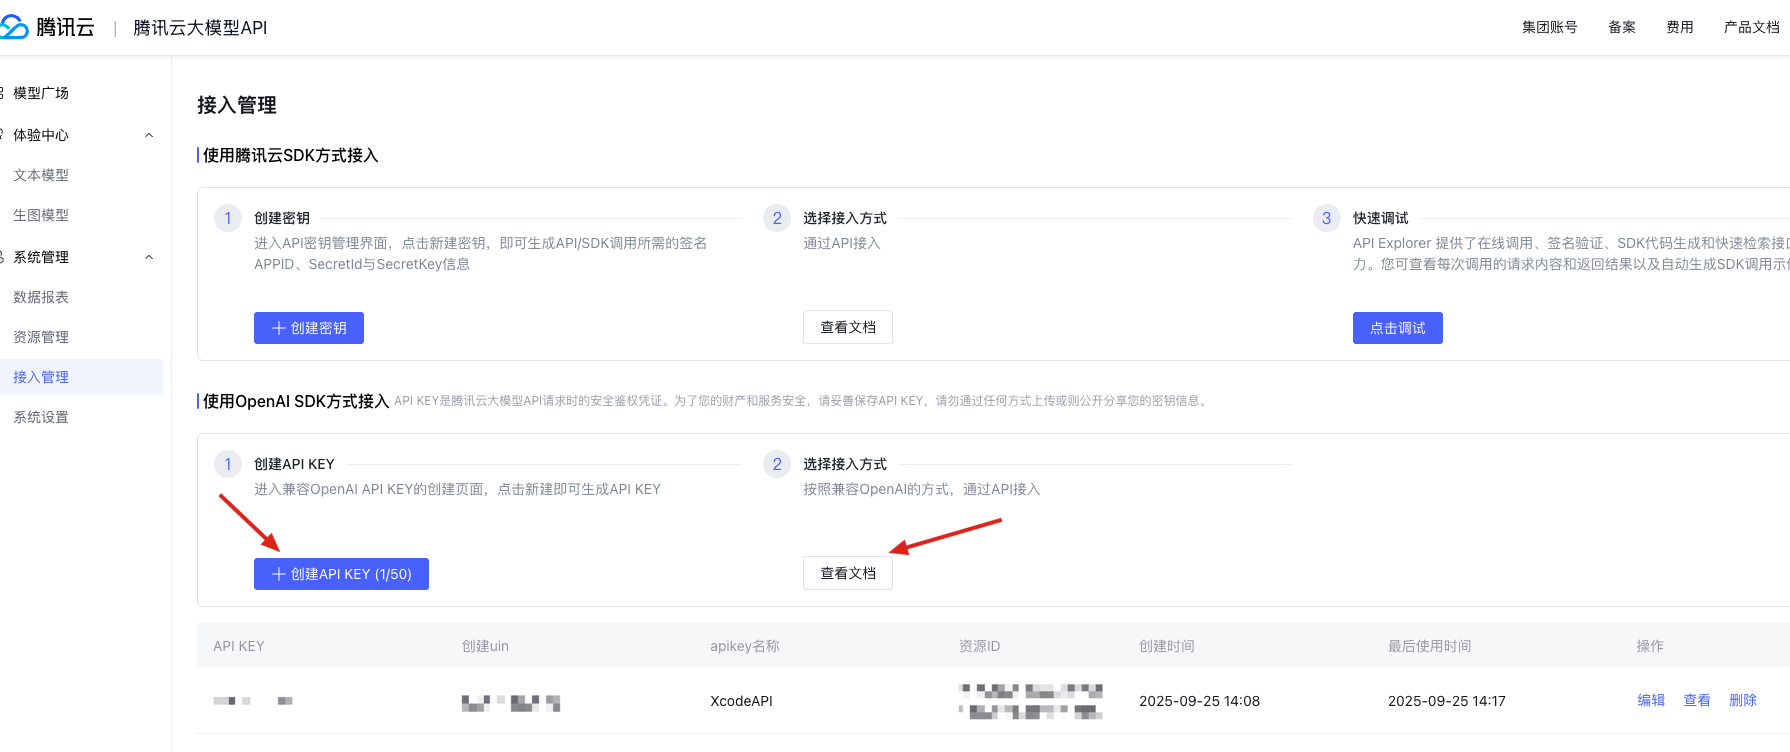 腾讯云 | 腾讯云大模型API
集团账号 备案 费用 产品文档
模型广场
体验中心
文本模型
生图模型
系统管理
数据报表
资源管理
接入管理
系统设置
接入管理
使用腾讯云SDK方式接入
1 创建密钥
进入API密钥管理界面，点击新建密钥，即可生成API/SDK调用所需的签名
APPID、SecretId与SecretKey信息
创建密钥
2 选择接入方式
通过API接入
查看文档
3 快速调试
API Explorer 提供了在线调用、签名验证、SDK代码生成和快速检索接
力。您可查看每次调用的请求内容和返回结果以及自动生成SDK调用示
点击调试
使用OpenAI SDK方式接入 API KEY是腾讯云大模型API请求时的安全鉴权凭证。为了您的财产和服务安全，请妥善保存API KEY，请勿通过任何方式上传或则公开分享您的密钥信息。
1 创建API KEY
进入兼容OpenAI API KEY的创建页面，点击新建即可生成API KEY
创建API KEY (1/50)
2 选择接入方式
按照兼容OpenAI的方式，通过API接入
查看文档
API KEY 创建uin apikey名称 资源ID 创建时间 最后使用时间 操作
XcodeAPI 2025-09-25 14:08 2025-09-25 14:17 编辑 查看 删除